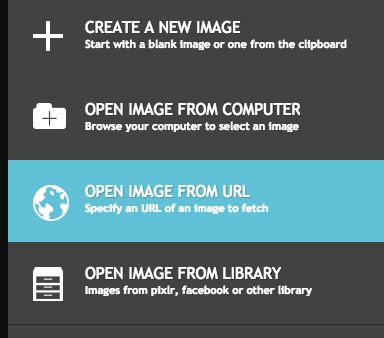 CREATE A NEW IMAGE
Start with a blank image or one from the clipboard
OPEN IMAGE FROM COMPUTER
Browse your computer to select an image
OPEN IMAGE FROM URL
Specify an URL of an image to fetch
OPEN IMAGE FROM LIBRARY
Images from pixlr, facebook or other library